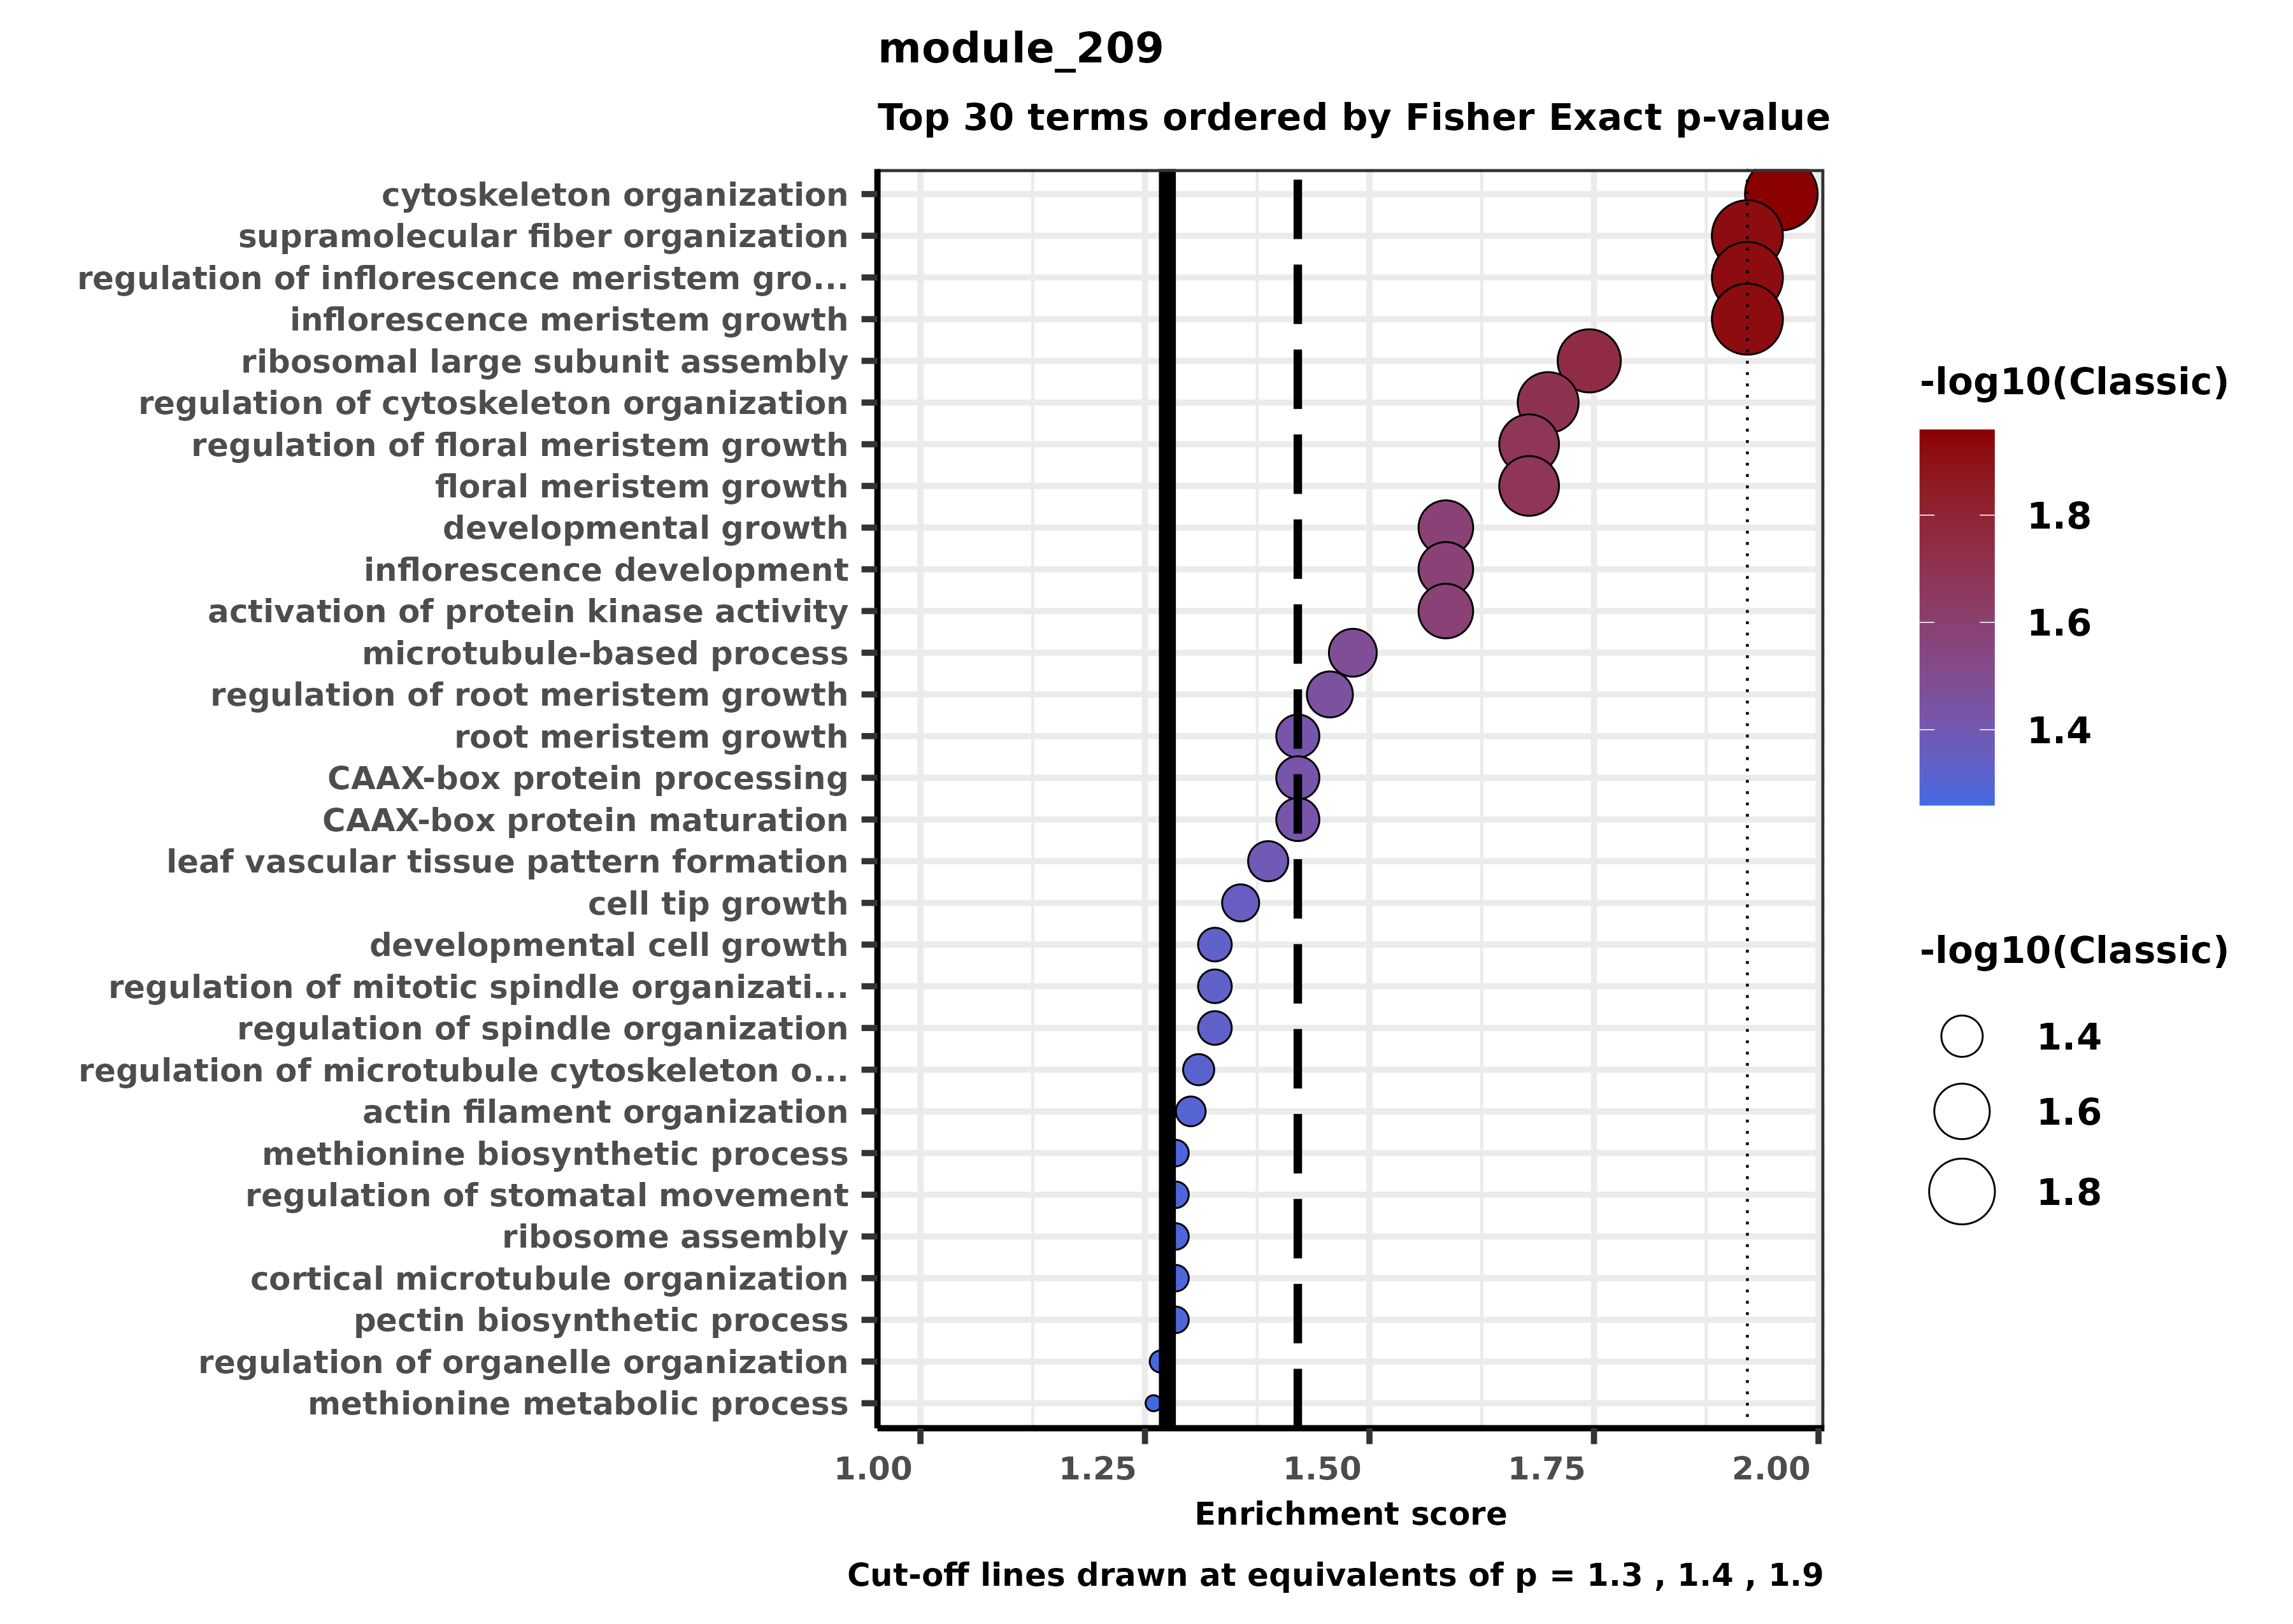 module_209
Top 30 terms ordered by Fisher Exact p-value
cytoskeleton organization
supramolecular fiber organization
regulation of inflorescence meristem gro...
inflorescence meristem growth
ribosomal large subunit assembly
regulation of cytoskeleton organization
regulation of floral meristem growth
floral meristem growth
developmental growth
inflorescence development
activation of protein kinase activity
microtubule-based process
regulation of root meristem growth
root meristem growth
CAAX-box protein processing
CAAX-box protein maturation
leaf vascular tissue pattern formation
cell tip growth
developmental cell growth
regulation of mitotic spindle organizati...
regulation of spindle organization
regulation of microtubule cytoskeleton o...
actin filament organization
methionine biosynthetic process
regulation of stomatal movement
ribosome assembly
cortical microtubule organization
pectin biosynthetic process
regulation of organelle organization
methionine metabolic process
1.00 1.25 1.50 1.75 2.00
Enrichment score
Cut-off lines drawn at equivalents of p = 1.3 , 1.4 , 1.9
-log10(Classic)
1.8
1.6
1.4
-log10(Classic)
1.4
1.6
1.8